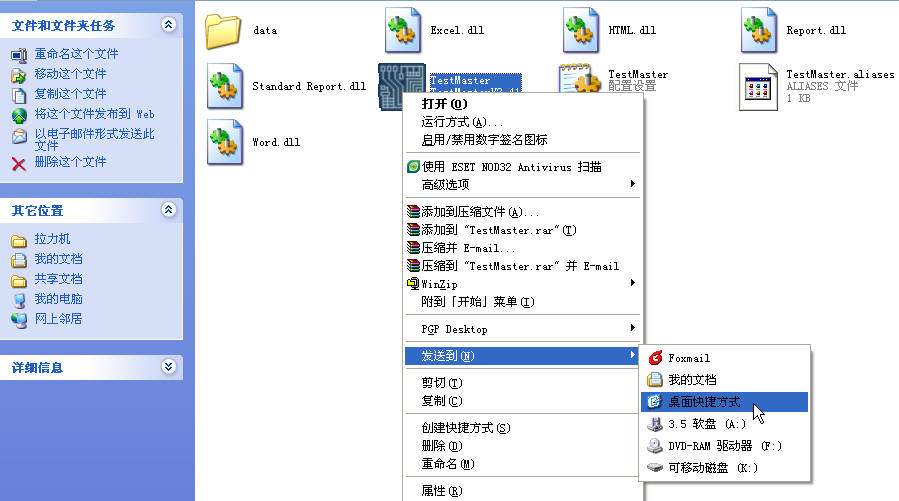 文件和文件夹任务
重命名这个文件
移动这个文件
复制这个文件
将这个文件发布到 Web
以电子邮件形式发送此
文件
删除这个文件
其它位置
拉力机
我的文档
共享文档
我的电脑
网上邻居
详细信息
data
Excel.dll
HTML.dll
Report.dll
Standard Report.dll
TestMaster
TestMaster
配置设置
TestMaster.aliases
ALIASES 文件
1 KB
Word.dll
打开(O)
运行方式(A)...
启用/禁用数字签名图标
使用 ESET NOD32 Antivirus 扫描
高级选项
添加到压缩文件(A)...
添加到 "TestMaster.rar"(T)
压缩并 E-mail...
压缩到 "TestMaster.rar" 并 E-mail
WinZip
附到「开始」菜单(I)
PGP Desktop
发送到(N)
剪切(T)
复制(C)
创建快捷方式(S)
删除(D)
重命名(M)
属性(R)
Foxmail
我的文档
桌面快捷方式
3.5 软盘 (A:)
DVD-RAM 驱动器 (F:)
可移动磁盘 (K:)